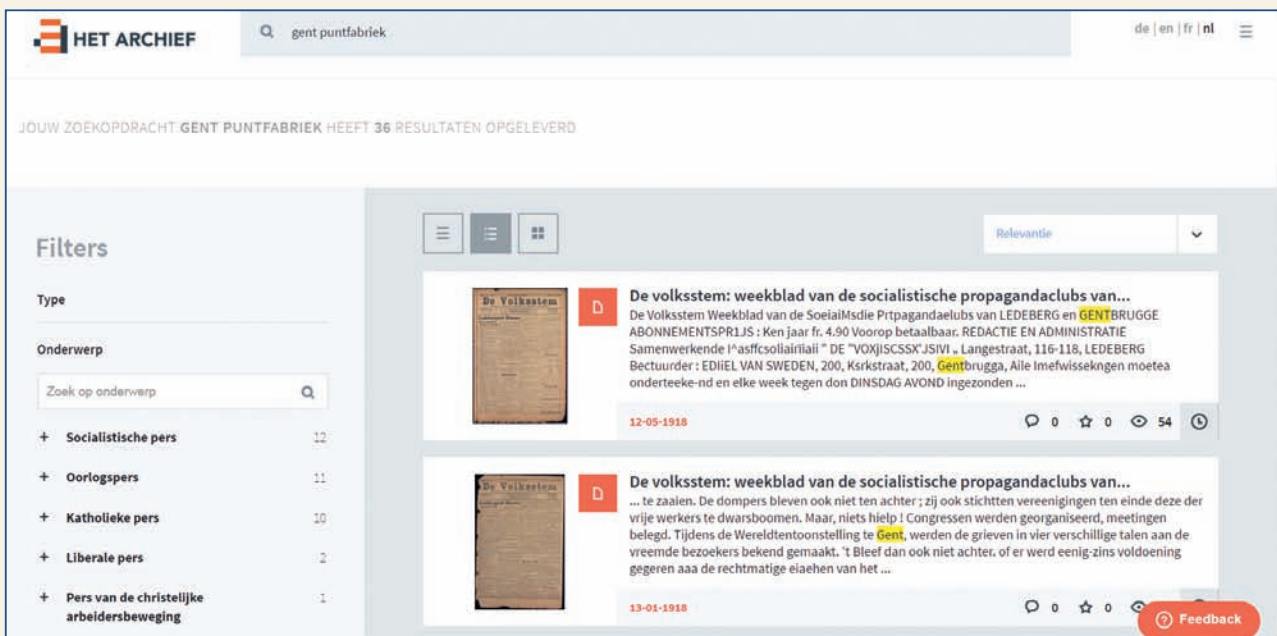 HET ARCHIEF
gent puntfabriek
de | en | fr | nl
JOUW ZOEKOPDRACHT GENT PUNTFABRIEK HEEFT 36 RESULTATEN OPGELEVERD
Filters
Type
Onderwerp
Zoek op onderwerp
+ Socialistische pers 12
+ Oorlogspers 11
+ Katholieke pers 10
+ Liberale pers 2
+ Pers van de christelijke 1
arbeidersbeweging
Relevantie
De Volksstem
De volksstem: weekblad van de socialistische propagandaclubs van...
De Volksstem Weekblad van de SoeiaiMsdie Prtpagandaelubs van LEDEBERG en GENTBRUGGE
ABONNEMENTSPR1JS : Ken jaar fr. 4.90 Voorop betaalbaar. REDACTIE EN ADMINISTRATIE
Samenwerkende I^asffcsoliairiïaii " DE "VOXjISCSSX'JSIVI „ Langestraat, 116-118, LEDEBERG
Bectuurder : EDIiEL VAN SWEDEN, 200, Ksrkstraat, 200, Gentbrugga, Aile Imefwissekngen moetea
onderteeke-nd en elke week tegen don DINSDAG AVOND ingezonden ...
12-05-1918
0 0 54
De Volksstem
De volksstem: weekblad van de socialistische propagandaclubs van...
... te zaaien. De dompers bleven ook niet ten achter ; zij ook stichtten vereenigingen ten einde deze der
vrije werkers te dwarsboomen. Maar, niets hielp ! Congressen werden georganiseerd, meetingen
belegd. Tijdens de Wereldtentoonstelling te Gent, werden de grieven in vier verschillige talen aan de
vreemde bezoekers bekend gemaakt. 't Bleef dan ook niet achter. of er werd eenig-zins voldoening
gegeren aaa de rechtmatige eiaehen van het ...
13-01-1918
0 0
Feedback